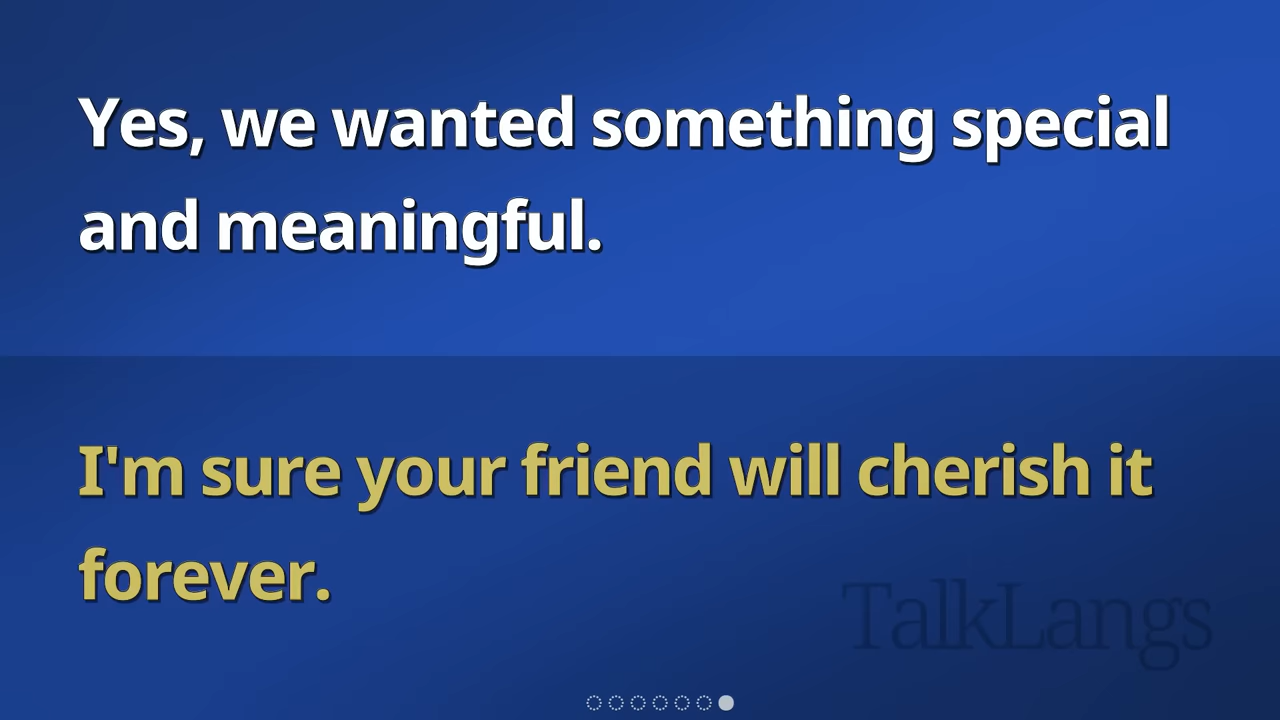 Yes, we wanted something special
and meaningful.
I'm sure your friend will cherish it
forever.
TalkLangs